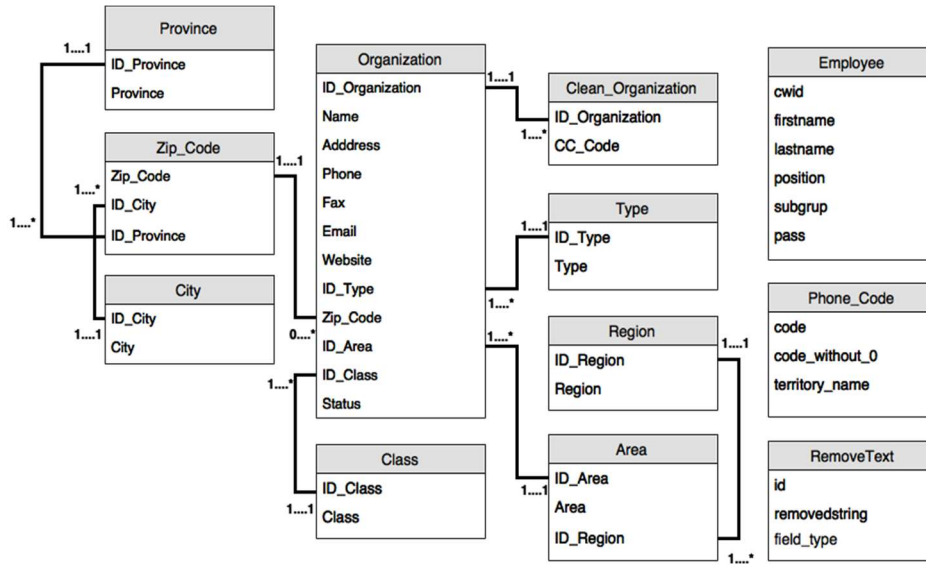 Province
ID_Province
Province
1....1
1....*
Zip_Code
Zip_Code
ID_City
ID_Province
1....1
1....*
City
ID_City
City
1....1
Organization
ID_Organization
Name
Adddress
Phone
Fax
Email
Website
ID_Type
Zip_Code
ID_Area
ID_Class
Status
1....1
1....*
0....*
1....*
1....*
Class
ID_Class
Class
1....1
Clean_Organization
ID_Organization
CC_Code
1....*
Type
ID_Type
Type
1....1
Region
ID_Region
Region
1....1
Area
ID_Area
Area
ID_Region
1....1
1....*
Employee
cwid
firstname
lastname
position
subgrup
pass
Phone_Code
code
code_without_0
territory_name
RemoveText
id
removedstring
field_type